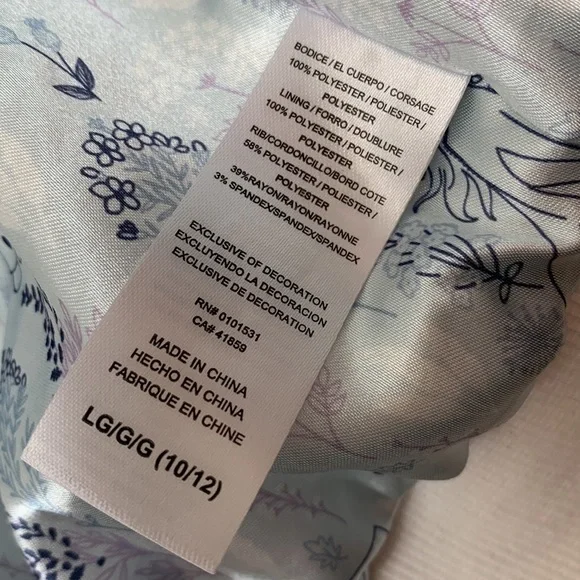 BODICE / EL CUERPO / CORSAGE
100% POLYESTER / POLIESTER /
POLYESTER
LINING / FORRO / DOUBLURE
100% POLYESTER / POLIESTER /
POLYESTER
RIB/CORDONCILLO/BORD COTE
58% POLYESTER / POLIESTER /
POLYESTER
39%RAYON/RAYON/RAYONNE
3% SPANDEX/SPANDEX/SPANDEX
EXCLUSIVE OF DECORATION
EXCLUYENDO LA DECORACION
EXCLUSIVE DE DECORATION
RN# 0101531
CA# 41859
MADE IN CHINA
HECHO EN CHINA
FABRIQUE EN CHINE
LG/G/G (10/12)